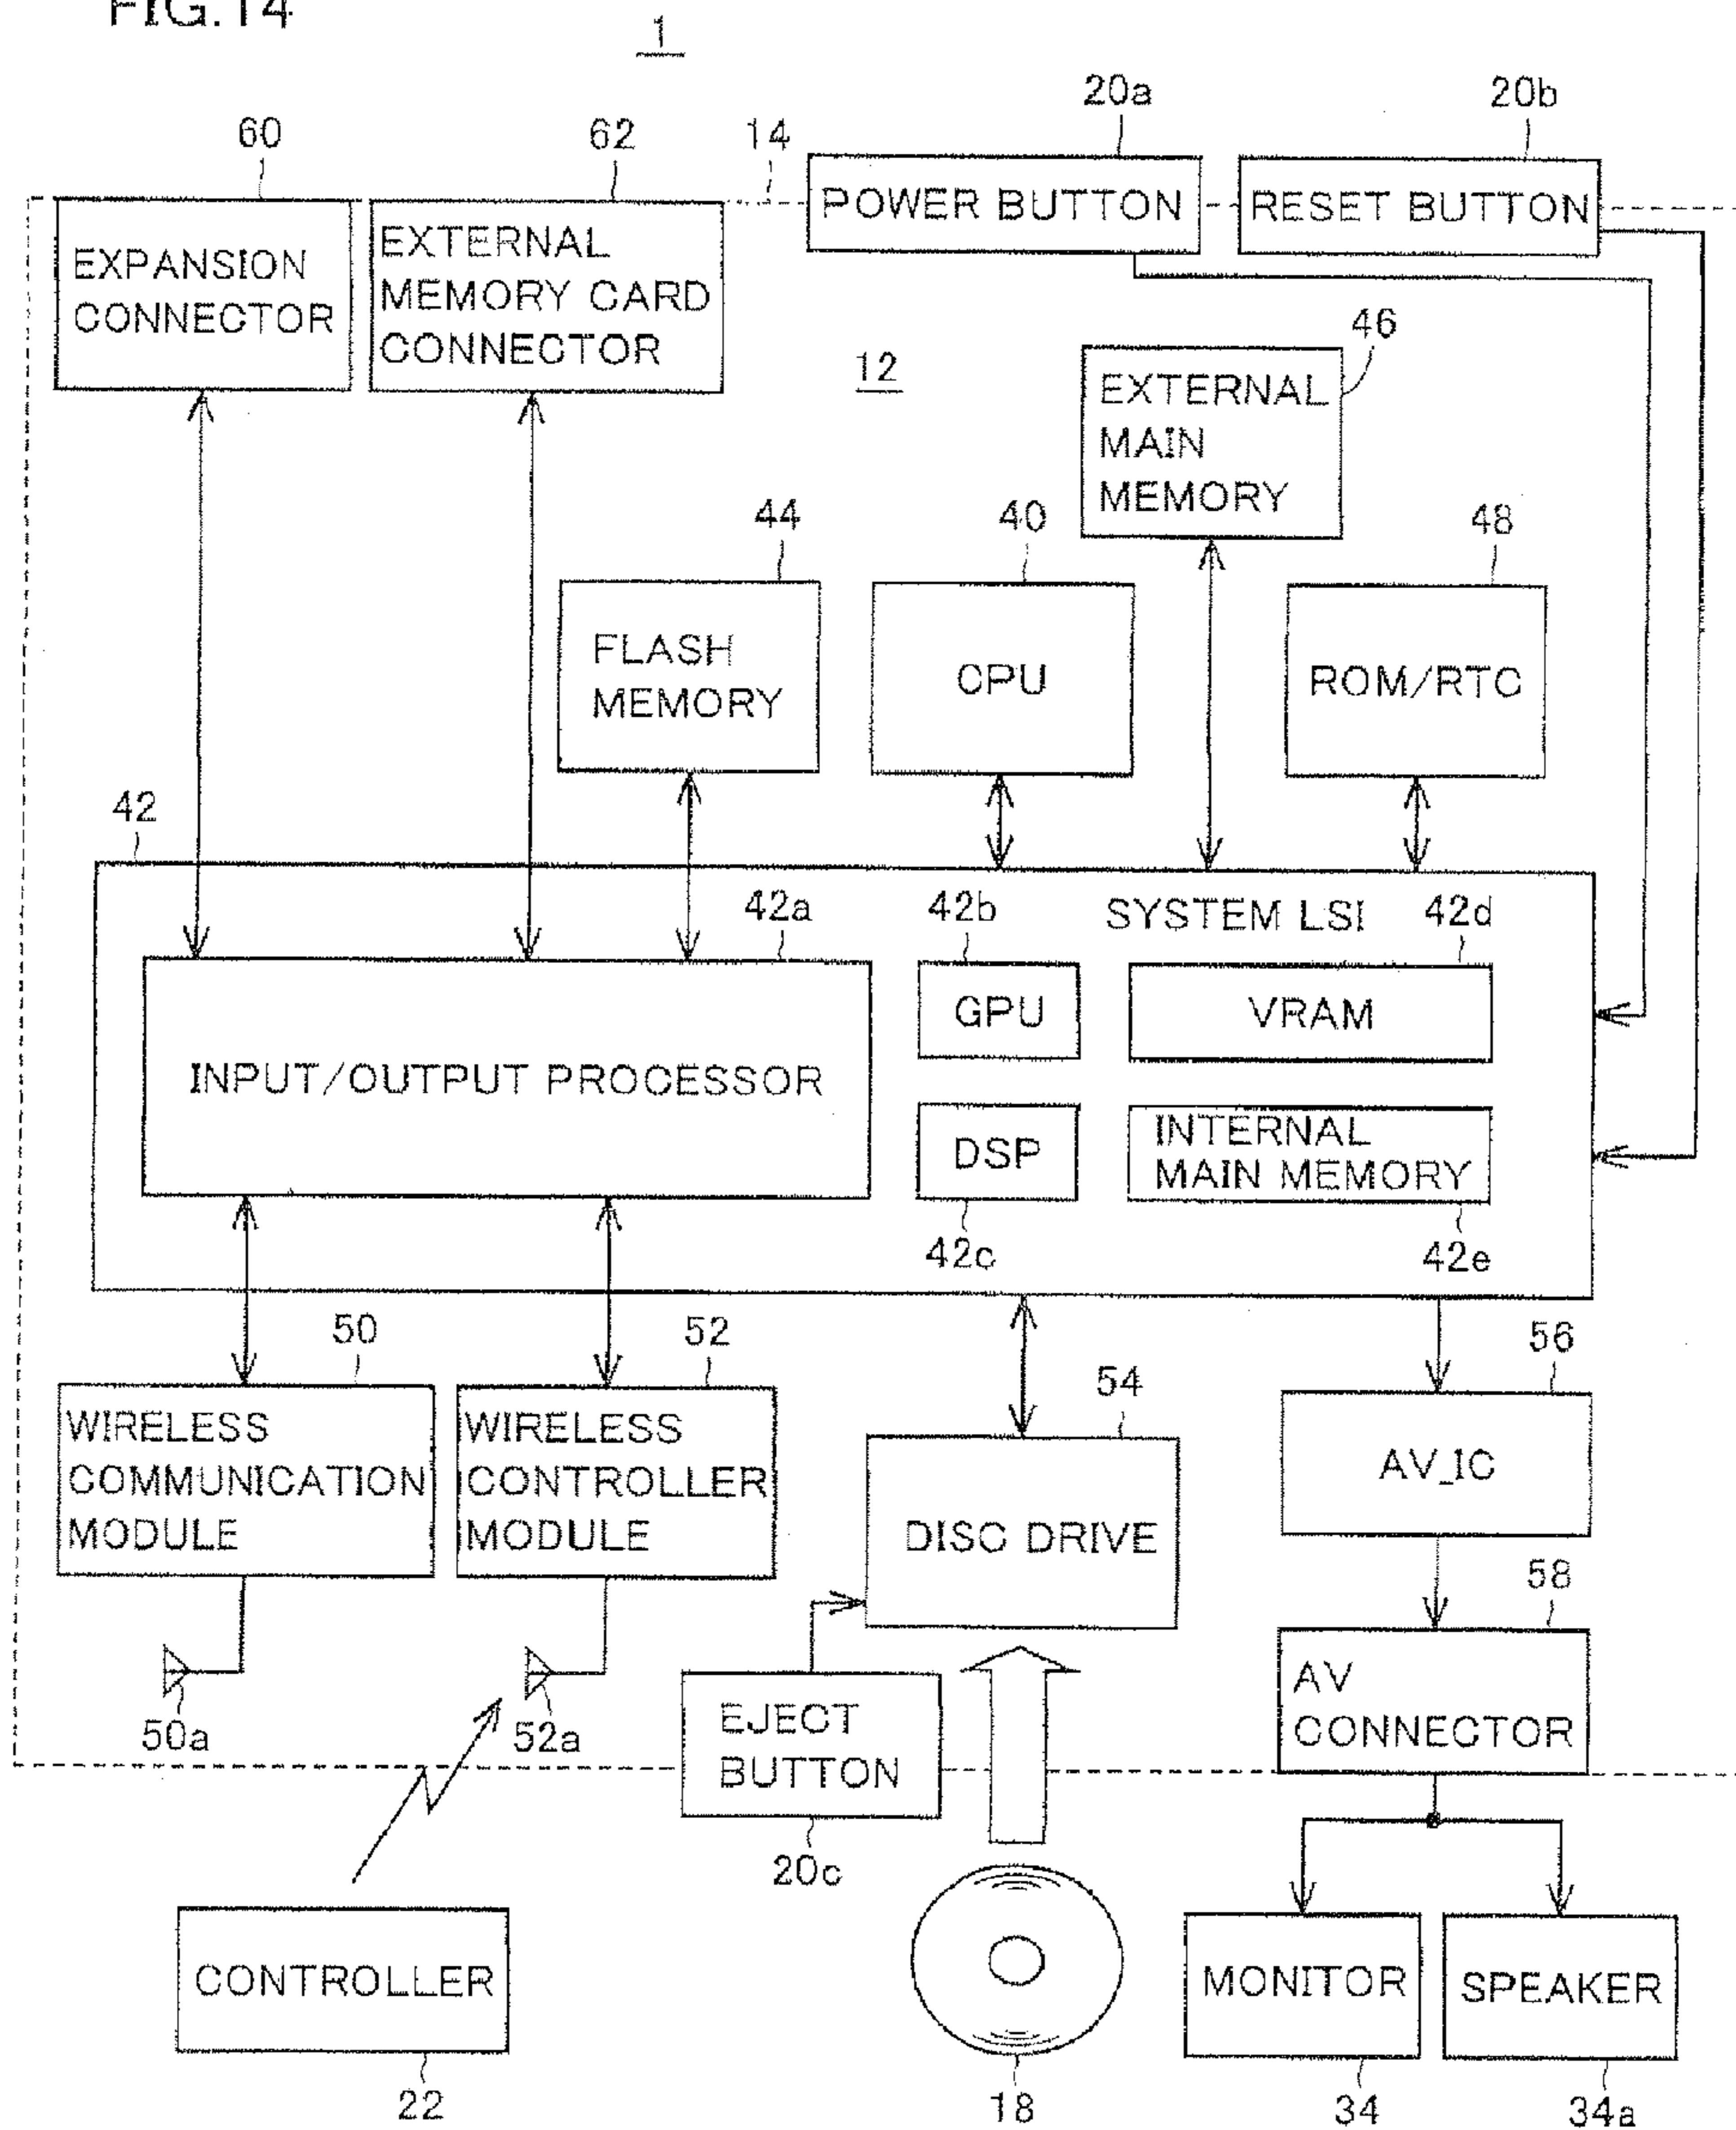 FIG.14
1
20a
20b
60
62
14
POWER BUTTON
RESET BUTTON
EXPANSION
CONNECTOR
EXTERNAL
MEMORY CARD
CONNECTOR
12
46
EXTERNAL
MAIN
MEMORY
44
40
48
FLASH
MEMORY
CPU
ROM/RTC
42
42a
42b
SYSTEM LSI
42d
INPUT/OUTPUT PROCESSOR
GPU
VRAM
DSP
INTERNAL
MAIN MEMORY
42c
42e
50
52
54
56
WIRELESS
COMMUNICATION
MODULE
WIRELESS
CONTROLLER
MODULE
DISC DRIVE
AV_IC
58
50a
52a
EJECT
BUTTON
AV
CONNECTOR
20c
CONTROLLER
MONITOR
SPEAKER
22
18
34
34a